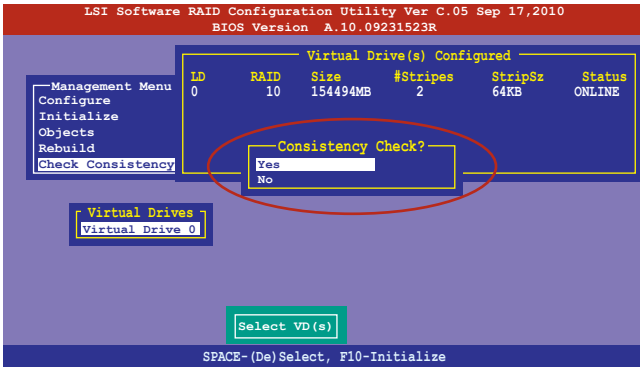 LSI Software RAID Configuration Utility Ver C.05 Sep 17,2010
BIOS Version A.10.09231523R
Virtual Drive(s) Configured
LD RAID Size #Stripes StripSz Status
0 10 154494MB 2 64KB ONLINE
Management Menu
Configure
Initialize
Objects
Rebuild
Check Consistency
Consistency Check?
Yes
No
Virtual Drives
Virtual Drive 0
Select VD(s)
SPACE-(De)Select, F10-Initialize